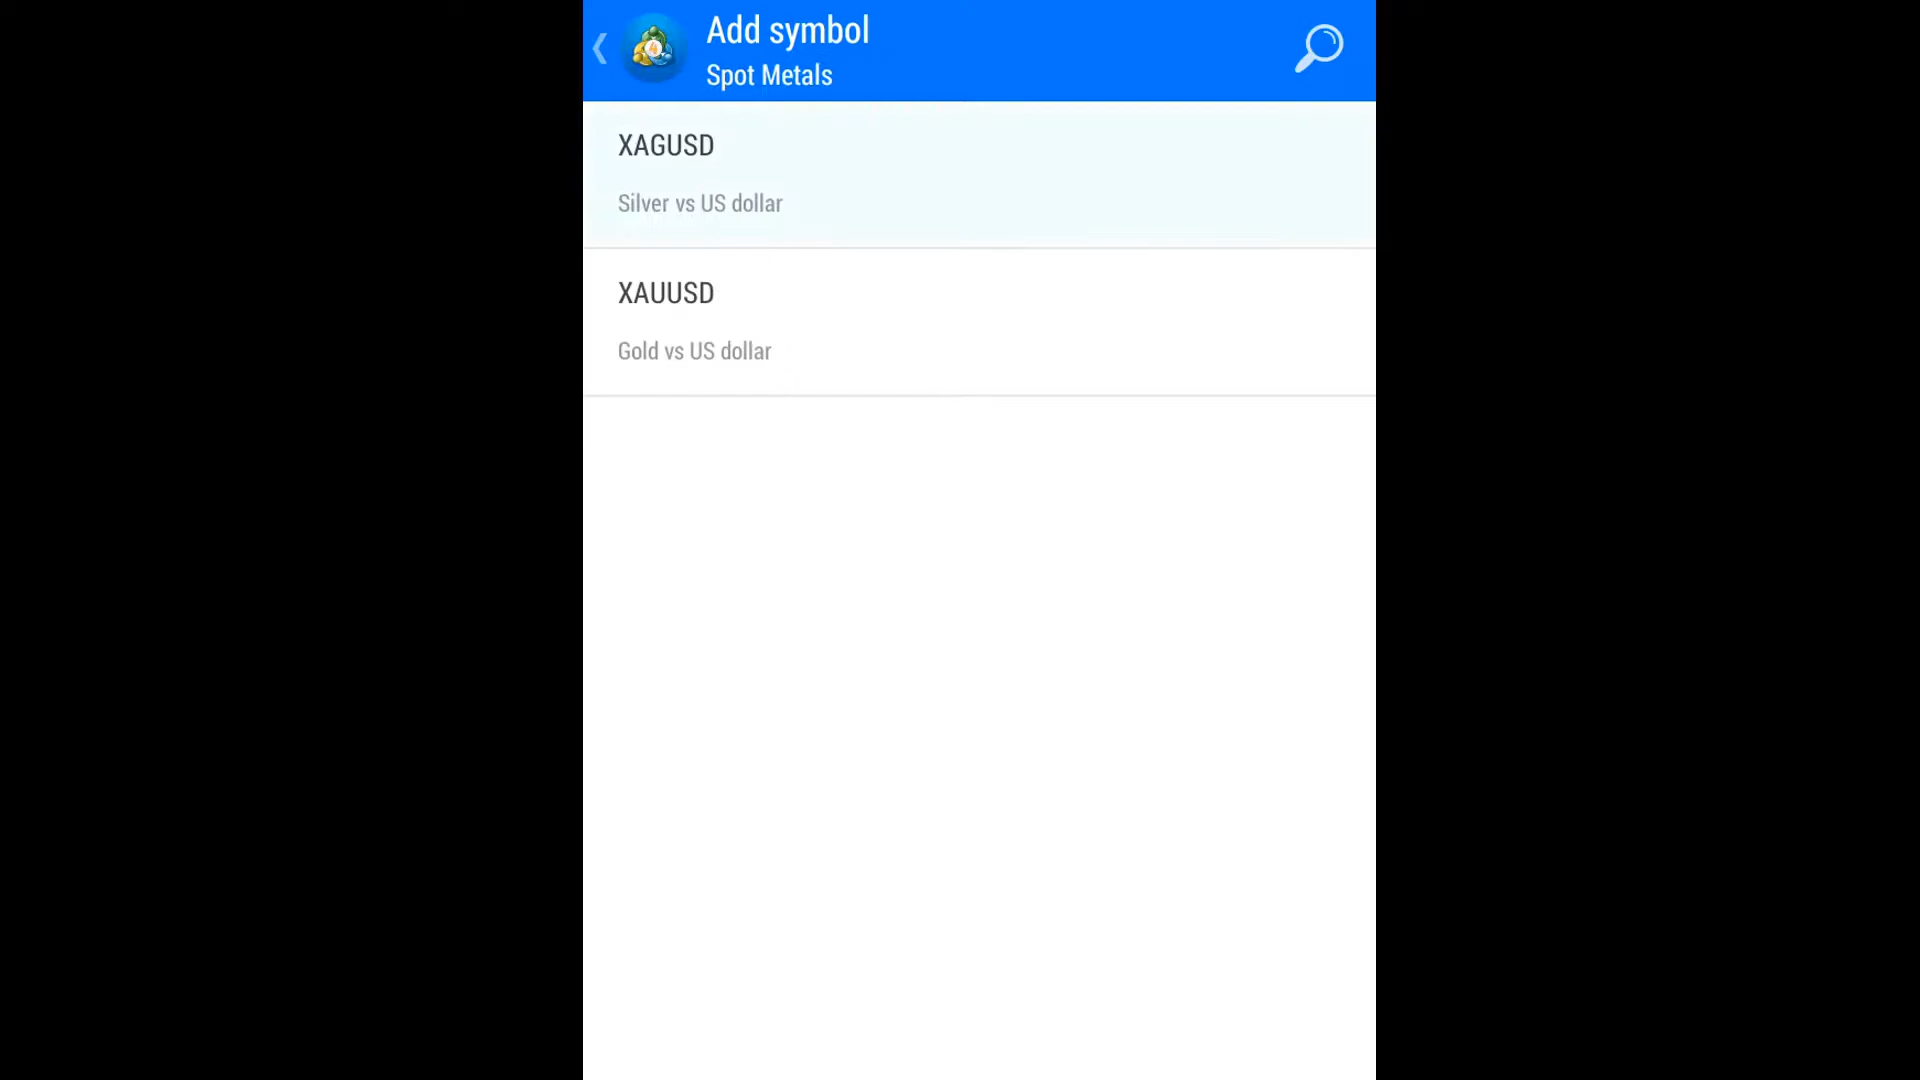 Add symbol
Spot Metals
XAGUSD
Silver vs US dollar
XAUUSD
Gold vs US dollar